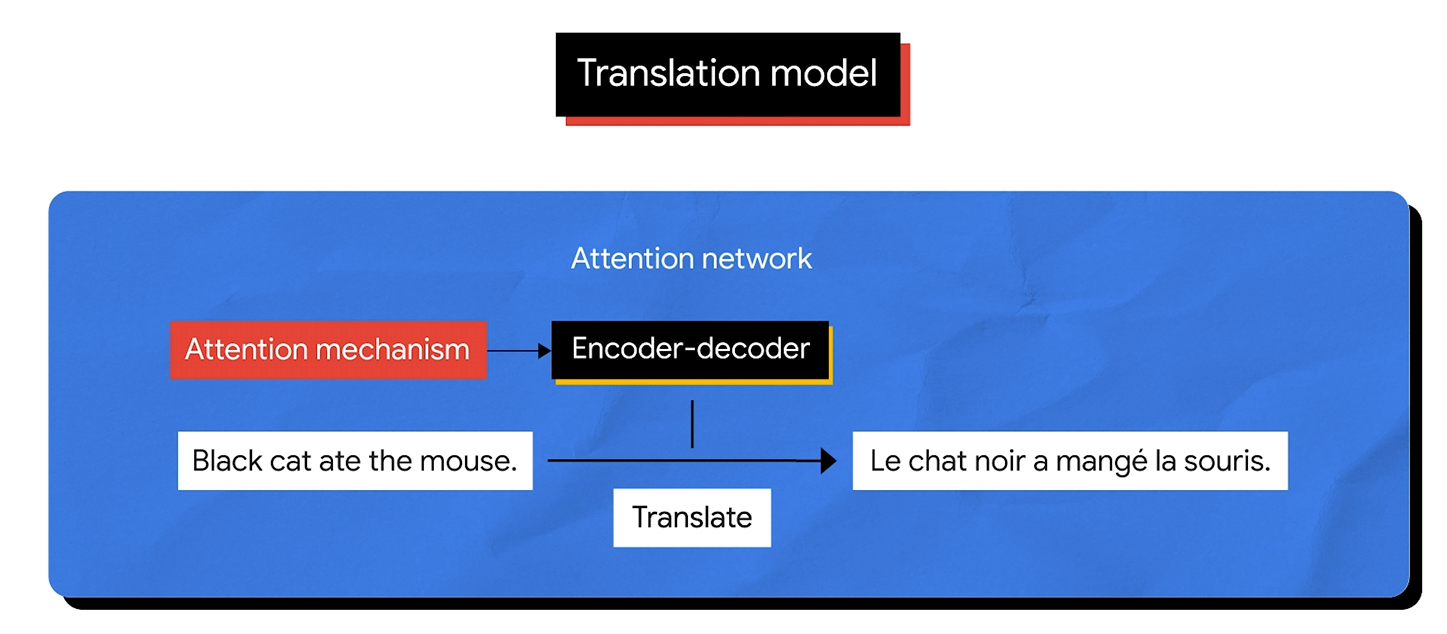 Translation model
Attention network
Attention mechanism
Encoder-decoder
Black cat ate the mouse.
Le chat noir a mangé la souris.
Translate